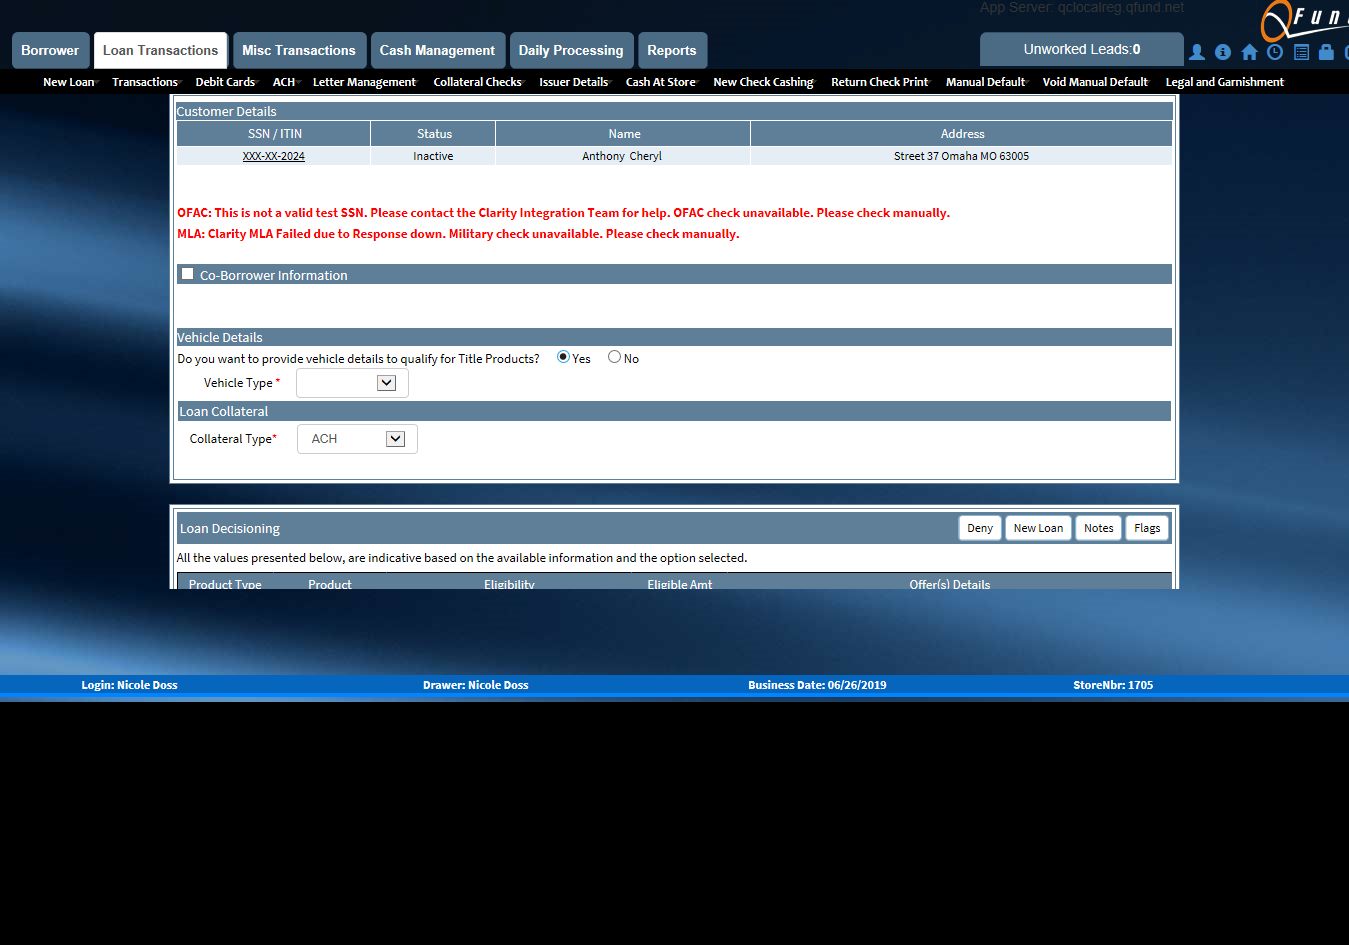 App Server: qclocalreg.qfund.net
QFun
Borrower Loan Transactions Misc Transactions Cash Management Daily Processing Reports Unworked Leads:0
New Loan Transactions Debit Cards ACH Letter Management Collateral Checks Issuer Details Cash At Store New Check Cashing Return Check Print Manual Default Void Manual Default Legal and Garnishment
Customer Details
SSN / ITIN Status Name Address
XXX-XX-2024 Inactive Anthony Cheryl Street 37 Omaha MO 63005
OFAC: This is not a valid test SSN. Please contact the Clarity Integration Team for help. OFAC check unavailable. Please check manually.
MLA: Clarity MLA Failed due to Response down. Military check unavailable. Please check manually.
Co-Borrower Information
Vehicle Details
Do you want to provide vehicle details to qualify for Title Products? Yes No
Vehicle Type *
Loan Collateral
Collateral Type* ACH
Loan Decisioning Deny New Loan Notes Flags
All the values presented below, are indicative based on the available information and the option selected.
Product Type Product Eligibility Eligible Amt Offer(s) Details
Login: Nicole Doss Drawer: Nicole Doss Business Date: 06/26/2019 StoreNbr: 1705